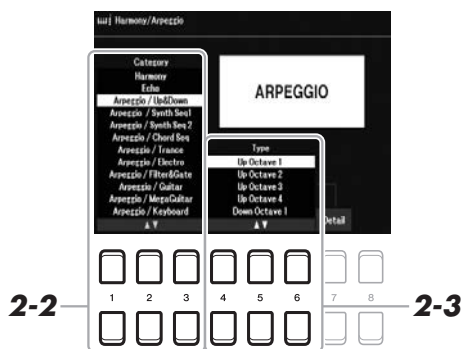 Harmony/Arpeggio
Category
Harmony
Echo
Arpeggio / Up&Down
Arpeggio / Synth Seq1
Arpeggio / Synth Seq 2
Arpeggio / Chord Seq
Arpeggio / Trance
Arpeggio / Electro
Arpeggio / Filter&Gate
Arpeggio / Guitar
Arpeggio / MegaGuitar
Arpeggio / Keyboard
▲▼
ARPEGGIO
Type
Up Octave 1
Up Octave 2
Up Octave 3
Up Octave 4
Down Octave 1
▲▼
Detail
2-2
1 2 3 4 5 6 7 8
2-3